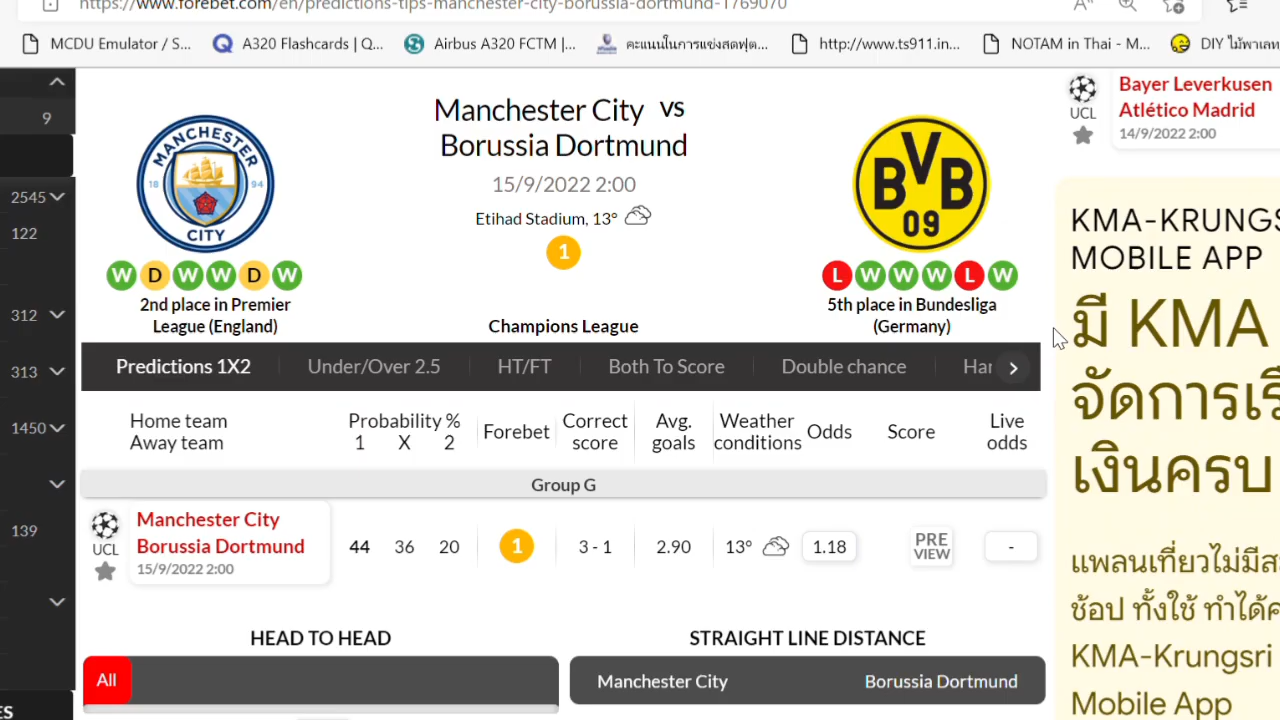 https://www.forebet.com/en/predictions-tips-manchester-city-borussia-dortmund-1769070
MCDU Emulator / S...
A320 Flashcards | Q...
Airbus A320 FCTM |...
คะแนนในการแข่งสดฟุต...
http://www.ts911.in...
NOTAM in Thai - M...
DIY ไม้พาเลท
9
2545
122
312
313
1450
139
ES
MANCHESTER
18 94
CITY
Manchester City VS
Borussia Dortmund
15/9/2022 2:00
Etihad Stadium, 13°
1
BVB
09
W D W W D W
2nd place in Premier
League (England)
Champions League
L W W W L W
5th place in Bundesliga
(Germany)
Predictions 1X2
Under/Over 2.5
HT/FT
Both To Score
Double chance
Har
Home team
Away team
Probability %
1 X 2
Forebet
Correct
score
Avg.
goals
Weather
conditions
Odds
Score
Live
odds
Group G
UCL
Manchester City
Borussia Dortmund
15/9/2022 2:00
44 36 20
1
3 - 1
2.90
13°
1.18
PRE
VIEW
-
HEAD TO HEAD
All
STRAIGHT LINE DISTANCE
Manchester City
Borussia Dortmund
UCL
Bayer Leverkusen
Atlético Madrid
14/9/2022 2:00
KMA-KRUNGS
MOBILE APP
มี KMA
จัดการเรื
เงินครบ
แพลนเที่ยวไม่มีส
ช้อป ทั้งใช้ ทำได้ค
KMA-Krungsri
Mobile App